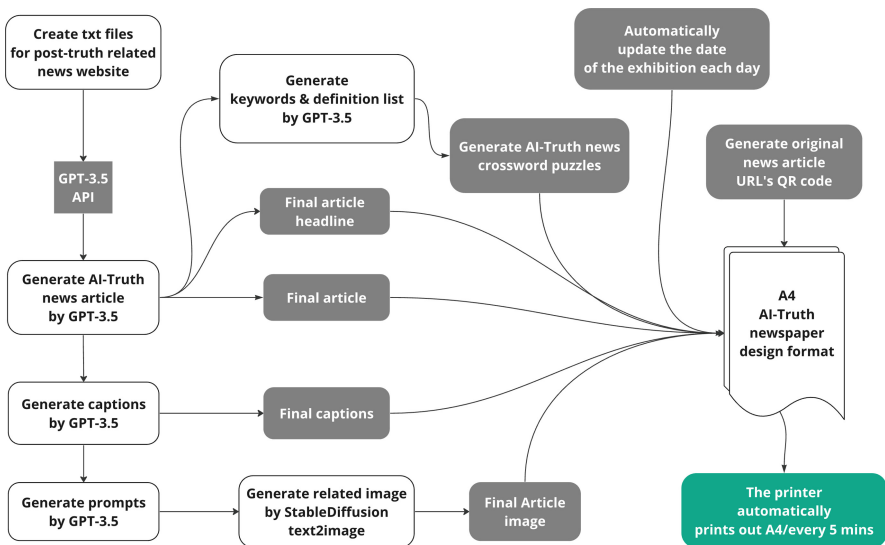 Create txt files
for post-truth related
news website
GPT-3.5
API
Generate AI-Truth
news article
by GPT-3.5
Generate captions
by GPT-3.5
Generate prompts
by GPT-3.5
Generate
keywords & definition list
by GPT-3.5
Final article
headline
Final article
Final captions
Generate related image
by StableDiffusion
text2image
Generate AI-Truth news
crossword puzzles
Final Article
image
Automatically
update the date
of the exhibition each day
Generate original
news article
URL's QR code
A4
AI-Truth
newspaper
design format
The printer
automatically
prints out A4/every 5 mins